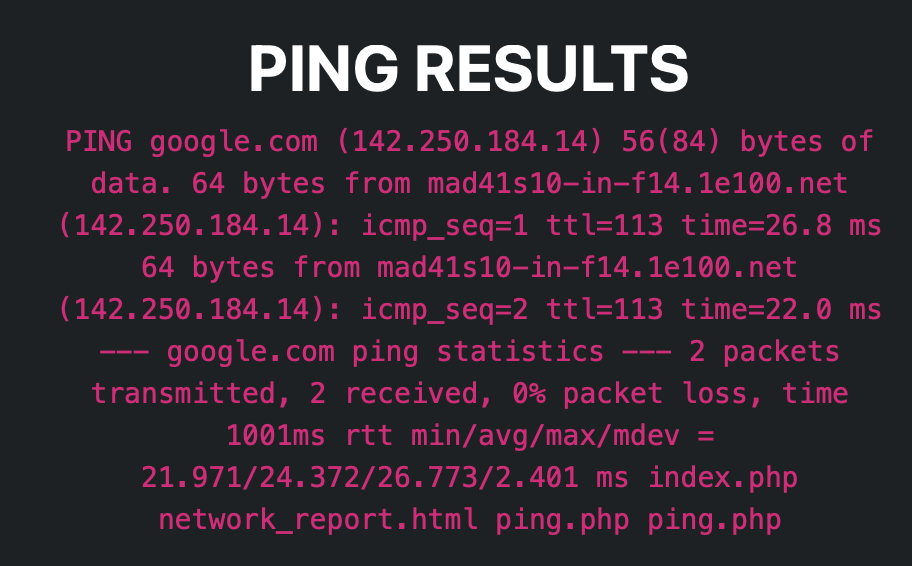 PING RESULTS
PING google.com (142.250.184.14) 56(84) bytes of
data. 64 bytes from mad41s10-in-f14.1e100.net
(142.250.184.14): icmp_seq=1 ttl=113 time=26.8 ms
64 bytes from mad41s10-in-f14.1e100.net
(142.250.184.14): icmp_seq=2 ttl=113 time=22.0 ms
--- google.com ping statistics --- 2 packets
transmitted, 2 received, 0% packet loss, time
1001ms rtt min/avg/max/mdev =
21.971/24.372/26.773/2.401 ms index.php
network_report.html ping.php ping.php